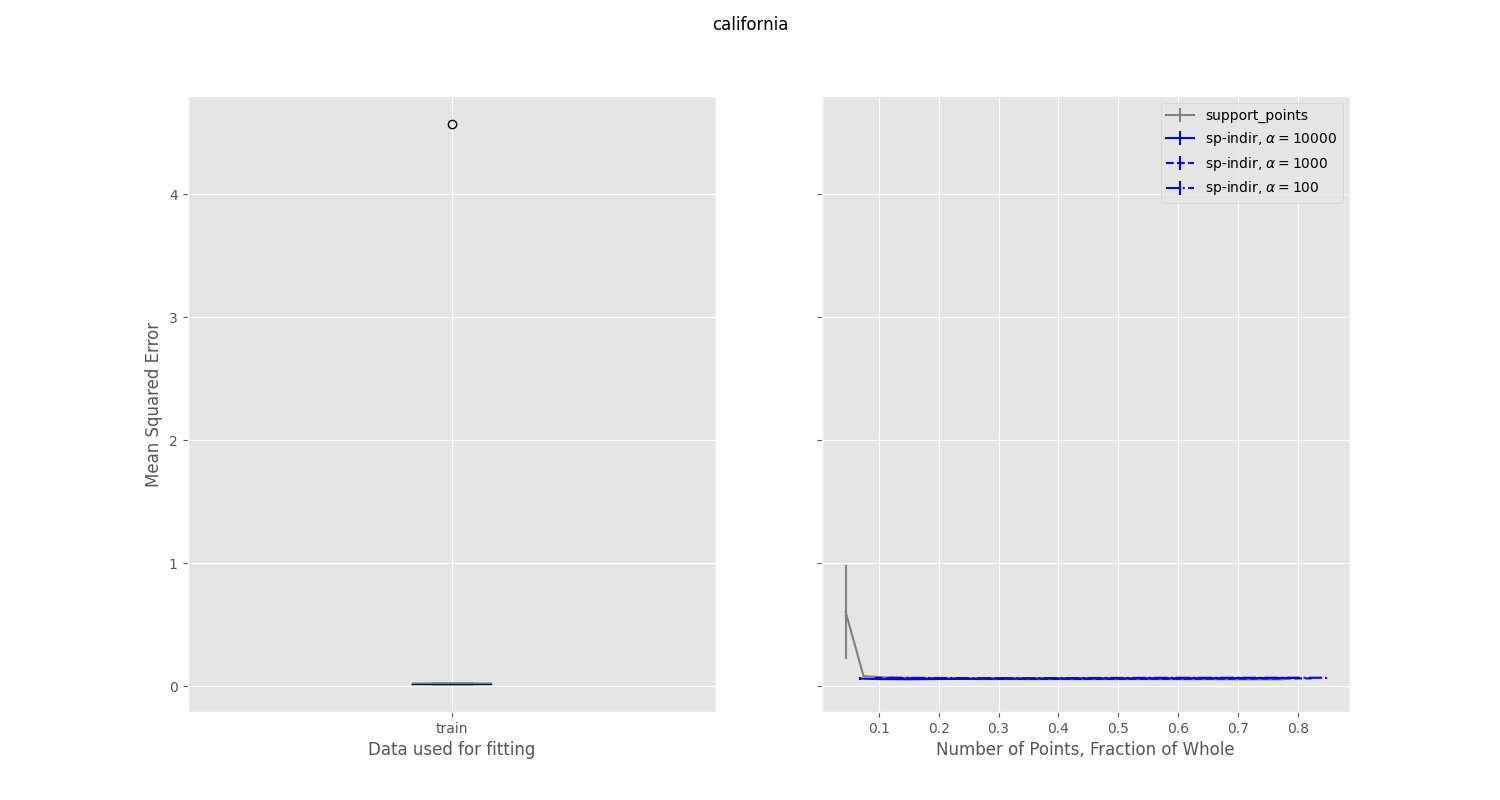 california
Mean Squared Error
4
3
2
1
0
train
Data used for fitting
support_points
sp-indir, α = 10000
sp-indir, α = 1000
sp-indir, α = 100
0.1 0.2 0.3 0.4 0.5 0.6 0.7 0.8
Number of Points, Fraction of Whole